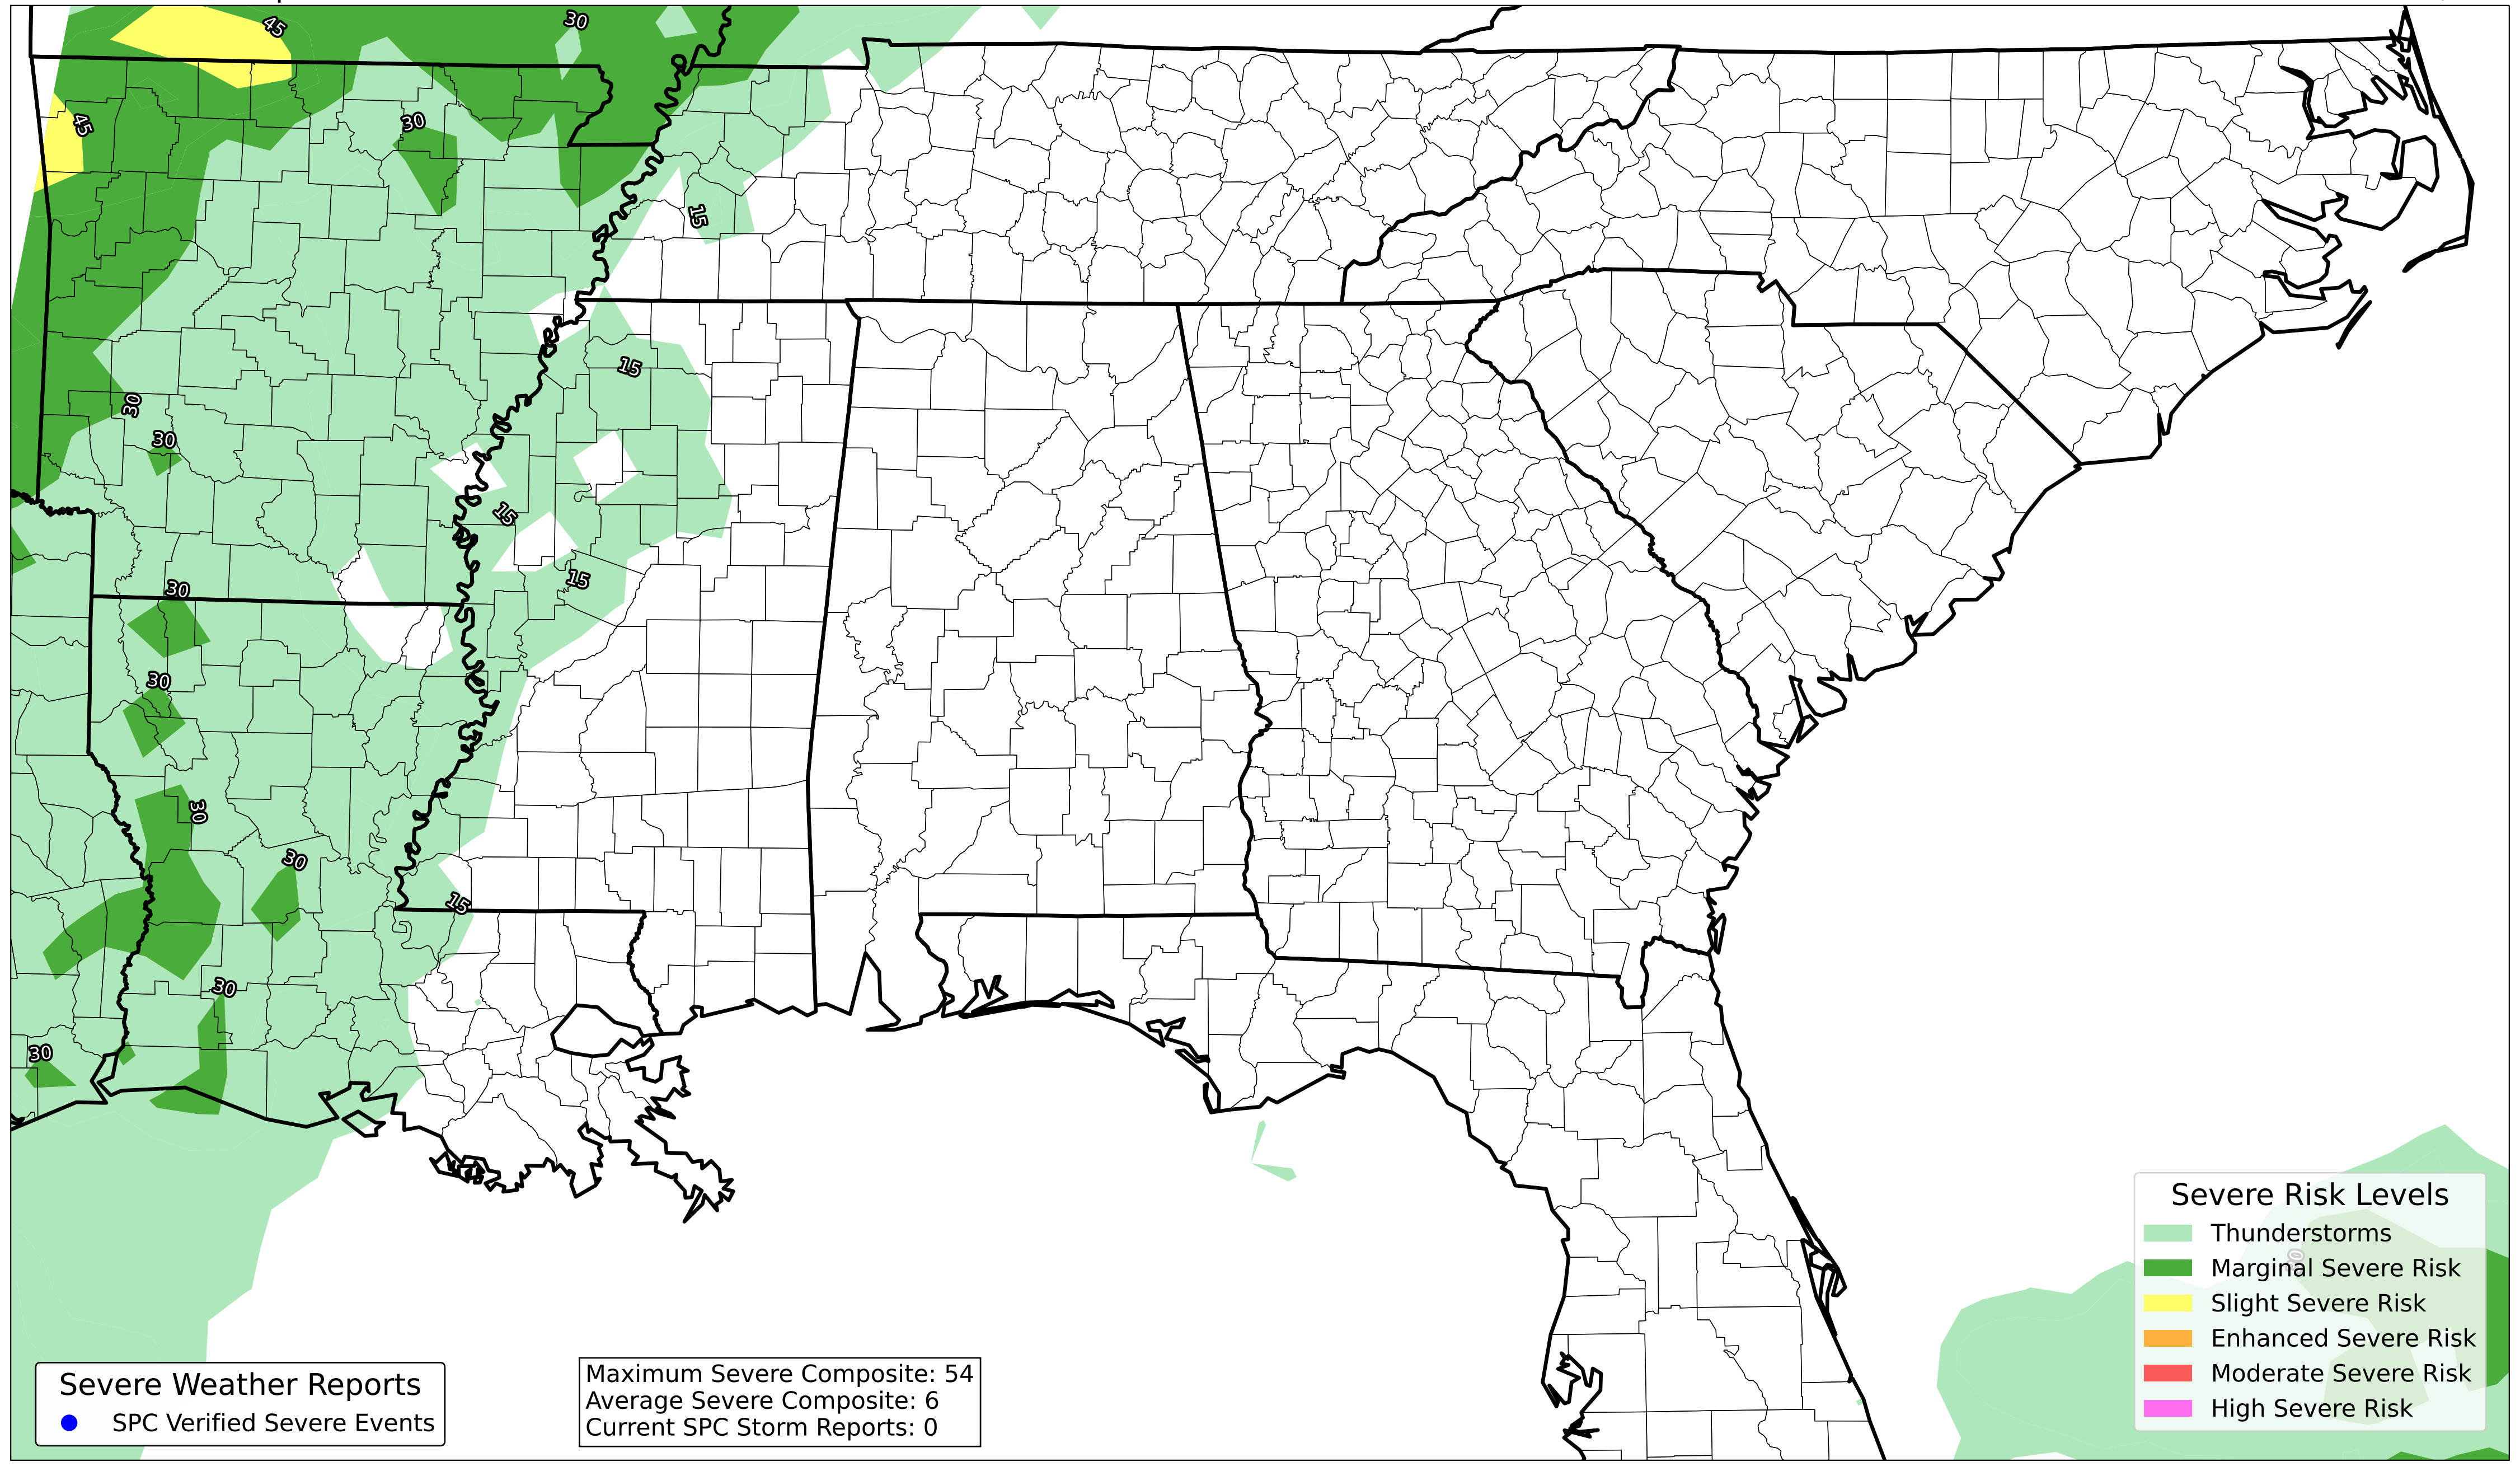 45
30
45
30
15
15
30
30
15
15
30
30
30
30
15
30
30
Severe Risk Levels
Thunderstorms
Marginal Severe Risk
Slight Severe Risk
Enhanced Severe Risk
Moderate Severe Risk
High Severe Risk
Severe Weather Reports
SPC Verified Severe Events
Maximum Severe Composite: 54
Average Severe Composite: 6
Current SPC Storm Reports: 0